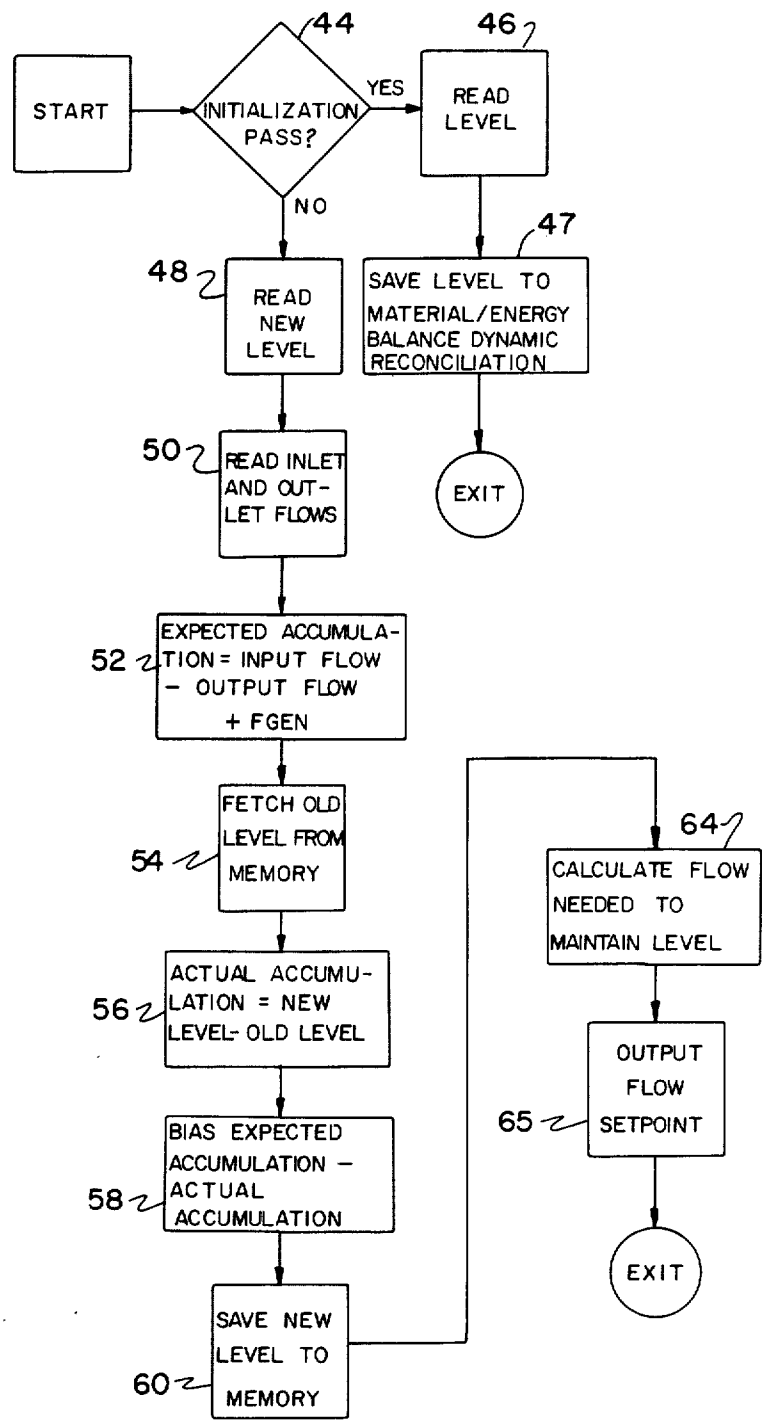 START
44
INITIALIZATION
PASS?
YES
46
READ
LEVEL
NO
47
SAVE LEVEL TO
MATERIAL/ENERGY
BALANCE DYNAMIC
RECONCILIATION
EXIT
48
READ
NEW
LEVEL
50
READ INLET
AND OUT-
LET FLOWS
52
EXPECTED ACCUMULA-
TION = INPUT FLOW
- OUTPUT FLOW
+ FGEN
54
FETCH OLD
LEVEL FROM
MEMORY
56
ACTUAL ACCUMU-
LATION = NEW
LEVEL-OLD LEVEL
58
BIAS EXPECTED
ACCUMULATION -
ACTUAL
ACCUMULATION
60
SAVE NEW
LEVEL TO
MEMORY
64
CALCULATE FLOW
NEEDED TO
MAINTAIN LEVEL
65
OUTPUT
FLOW
SETPOINT
EXIT